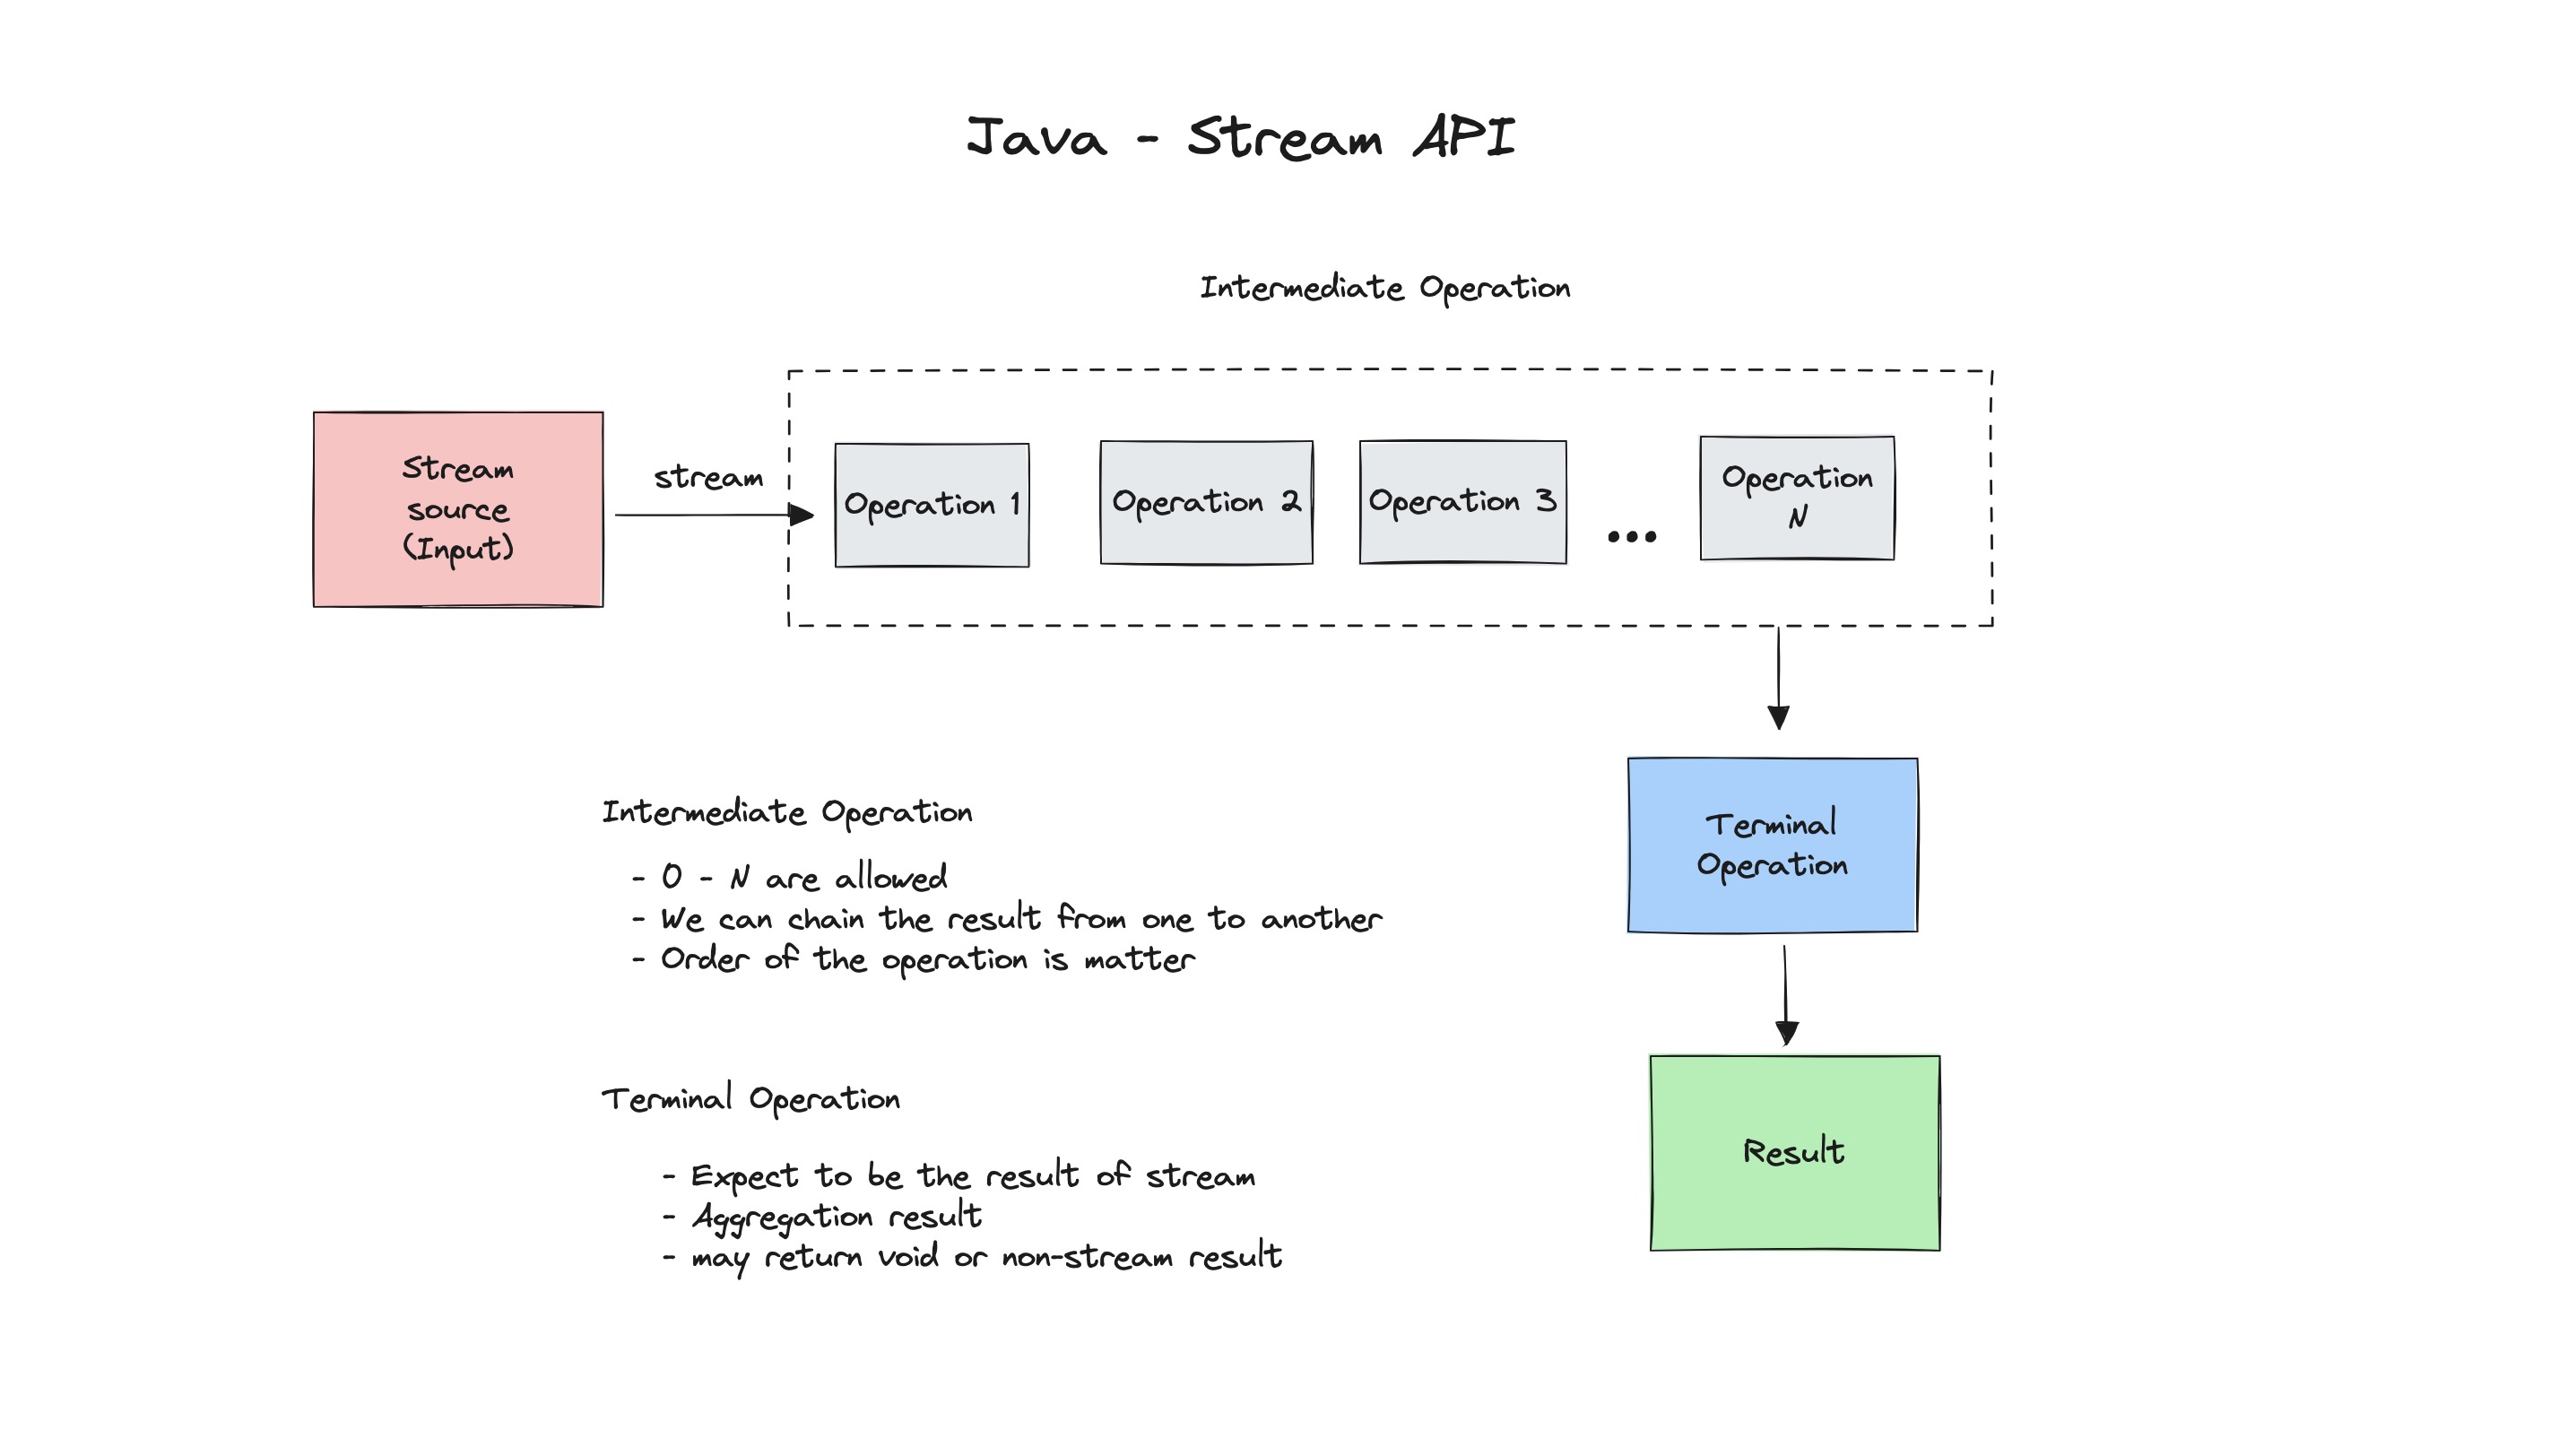 Java - Stream API
Intermediate Operation
Stream
source
(Input)
stream
Operation 1
Operation 2
Operation 3
...
Operation
N
Terminal
Operation
Result
Intermediate Operation
- 0 - N are allowed
- We can chain the result from one to another
- Order of the operation is matter
Terminal Operation
- Expect to be the result of stream
- Aggregation result
- may return void or non-stream result